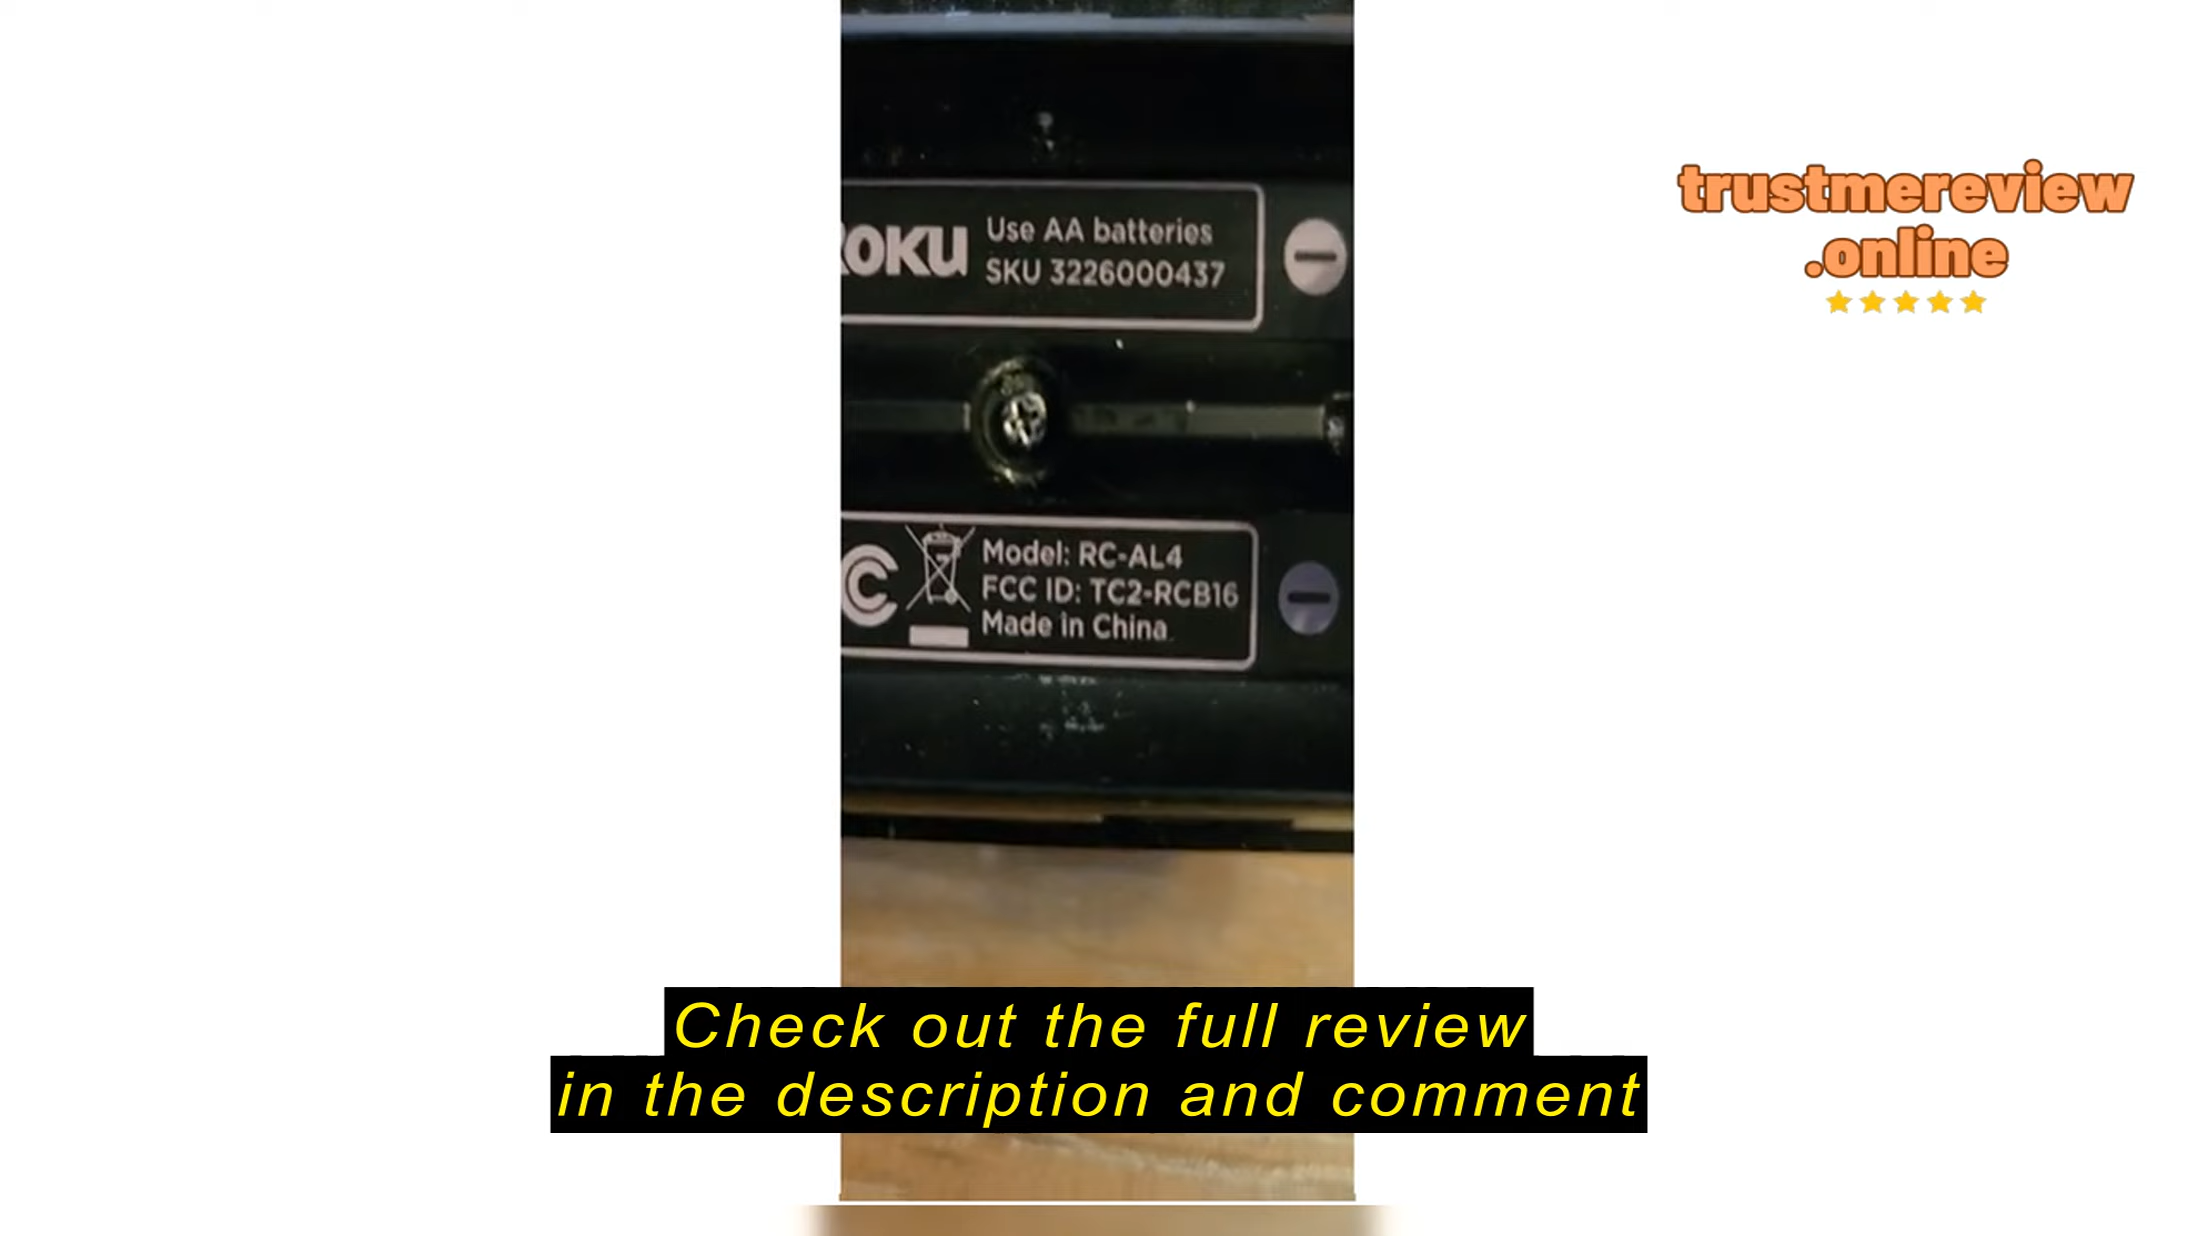 trustmereview
.online
ROKU
Use AA batteries
SKU 3226000437
Model: RC-AL4
FCC ID: TC2-RCB16
Made in China
Check out the full review
in the description and comment